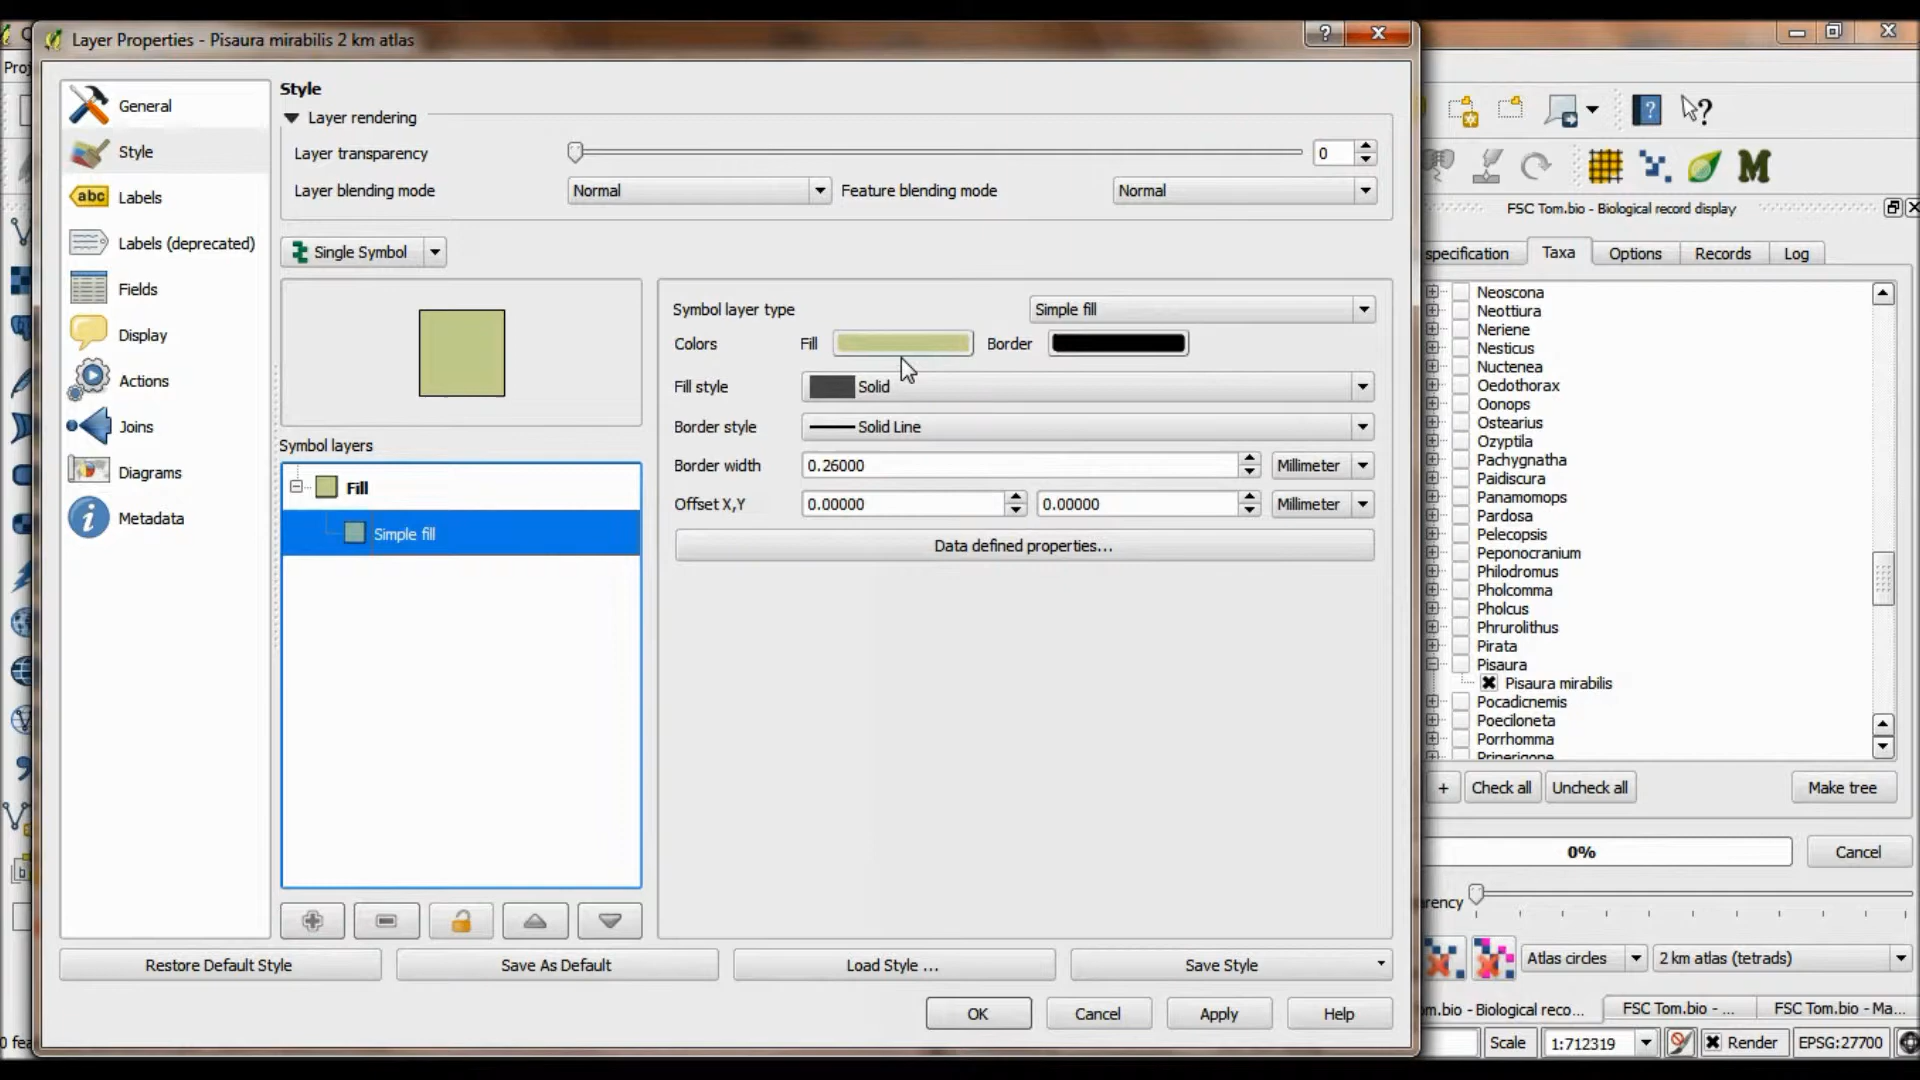 Layer Properties - Pisaura mirabilis 2 km atlas
?
General
Style
Labels
Labels (deprecated)
Fields
Display
Actions
Joins
Diagrams
Metadata
abc
Style
Layer rendering
Layer transparency
0
Layer blending mode
Normal
Feature blending mode
Normal
Single Symbol
Symbol layers
Fill
Simple fill
Symbol layer type
Simple fill
Colors
Fill
Border
Fill style
Solid
Border style
Solid Line
Border width
0.26000
Millimeter
Offset X,Y
0.00000
0.00000
Millimeter
Data defined properties...
Restore Default Style
Save As Default
Load Style ...
Save Style
OK
Cancel
Apply
Help
FSC Tom.bio - Biological record display
specification
Taxa
Options
Records
Log
Neoscona
Neottiura
Neriene
Nesticus
Nuctenea
Oedothorax
Oonops
Ostearius
Ozyptila
Pachygnatha
Paidiscura
Panamomops
Pardosa
Pelecopsis
Peponocranium
Philodromus
Pholcomma
Pholcus
Phrurolithus
Pirata
Pisaura
Pisaura mirabilis
Pocadicnemis
Poeciloneta
Porrhomma
Prinerigone
+
Check all
Uncheck all
Make tree
0%
Cancel
Atlas circles
2 km atlas (tetrads)
om.bio - Biological reco...
FSC Tom.bio - ...
FSC Tom.bio - Ma...
Scale
1:712319
Render
EPSG:27700